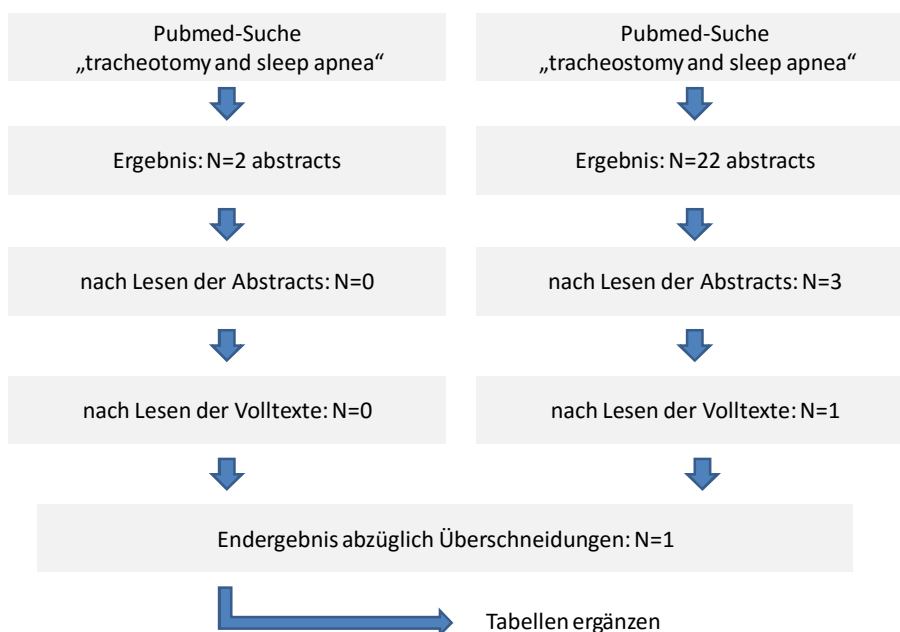 Pubmed-Suche
„tracheotomy and sleep apnea“
Ergebnis: N=2 abstracts
nach Lesen der Abstracts: N=0
nach Lesen der Volltexte: N=0
Pubmed-Suche
„tracheostomy and sleep apnea“
Ergebnis: N=22 abstracts
nach Lesen der Abstracts: N=3
nach Lesen der Volltexte: N=1
Endergebnis abzüglich Überschneidungen: N=1
Tabellen ergänzen